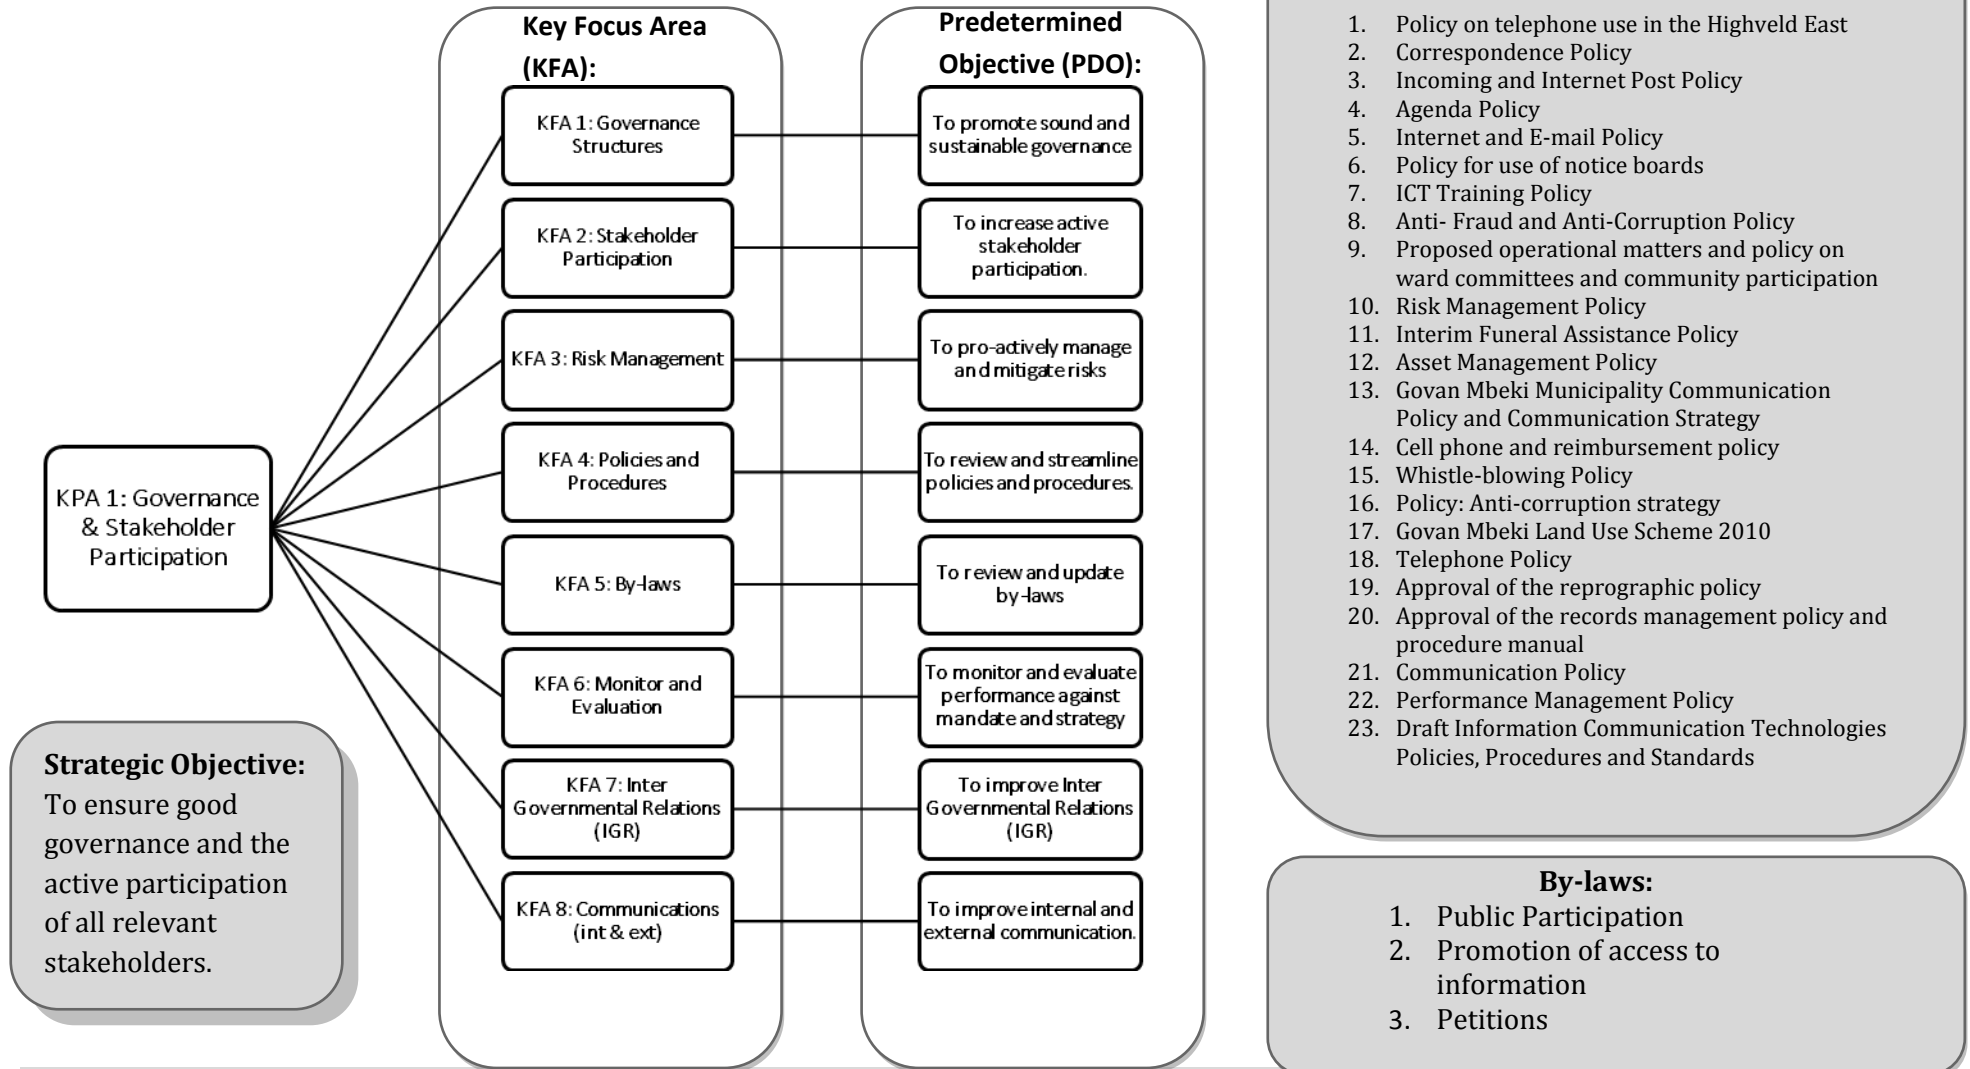 Key Focus Area
(KFA):
Predetermined
Objective (PDO):
KPA 1: Governance
& Stakeholder
Participation
KFA 1: Governance
Structures
To promote sound and
sustainable governance
KFA 2: Stakeholder
Participation
To increase active
stakeholder
participation.
KFA 3: Risk Management
To pro-actively manage
and mitigate risks
KFA 4: Policies and
Procedures
To review and streamline
policies and procedures.
KFA 5: By-laws
To review and update
by-laws
KFA 6: Monitor and
Evaluation
To monitor and evaluate
performance against
mandate and strategy
KFA 7: Inter
Governmental Relations
(IGR)
To improve Inter
Governmental Relations
(IGR)
KFA 8: Communications
(int & ext)
To improve internal and
external communication.
Strategic Objective:
To ensure good
governance and the
active participation
of all relevant
stakeholders.
1. Policy on telephone use in the Highveld East
2. Correspondence Policy
3. Incoming and Internet Post Policy
4. Agenda Policy
5. Internet and E-mail Policy
6. Policy for use of notice boards
7. ICT Training Policy
8. Anti- Fraud and Anti-Corruption Policy
9. Proposed operational matters and policy on
ward committees and community participation
10. Risk Management Policy
11. Interim Funeral Assistance Policy
12. Asset Management Policy
13. Govan Mbeki Municipality Communication
Policy and Communication Strategy
14. Cell phone and reimbursement policy
15. Whistle-blowing Policy
16. Policy: Anti-corruption strategy
17. Govan Mbeki Land Use Scheme 2010
18. Telephone Policy
19. Approval of the reprographic policy
20. Approval of the records management policy and
procedure manual
21. Communication Policy
22. Performance Management Policy
23. Draft Information Communication Technologies
Policies, Procedures and Standards
By-laws:
1. Public Participation
2. Promotion of access to
information
3. Petitions